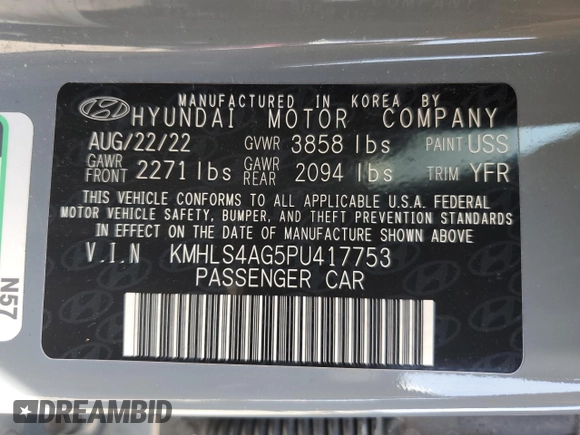 MANUFACTURED IN KOREA BY
HYUNDAI MOTOR COMPANY
AUG/22/22 GVWR 3858 lbs PAINT USS
GAWR FRONT 2271 lbs GAWR REAR 2094 lbs TRIM YFR
THIS VEHICLE CONFORMS TO ALL APPLICABLE U.S.A. FEDERAL
MOTOR VEHICLE SAFETY, BUMPER, AND THEFT PREVENTION STANDARDS
IN EFFECT ON THE DATE OF MANUFACTURE SHOWN ABOVE.
V.I.N KMHLS4AG5PU417753
PASSENGER CAR
N57
DREAMBID